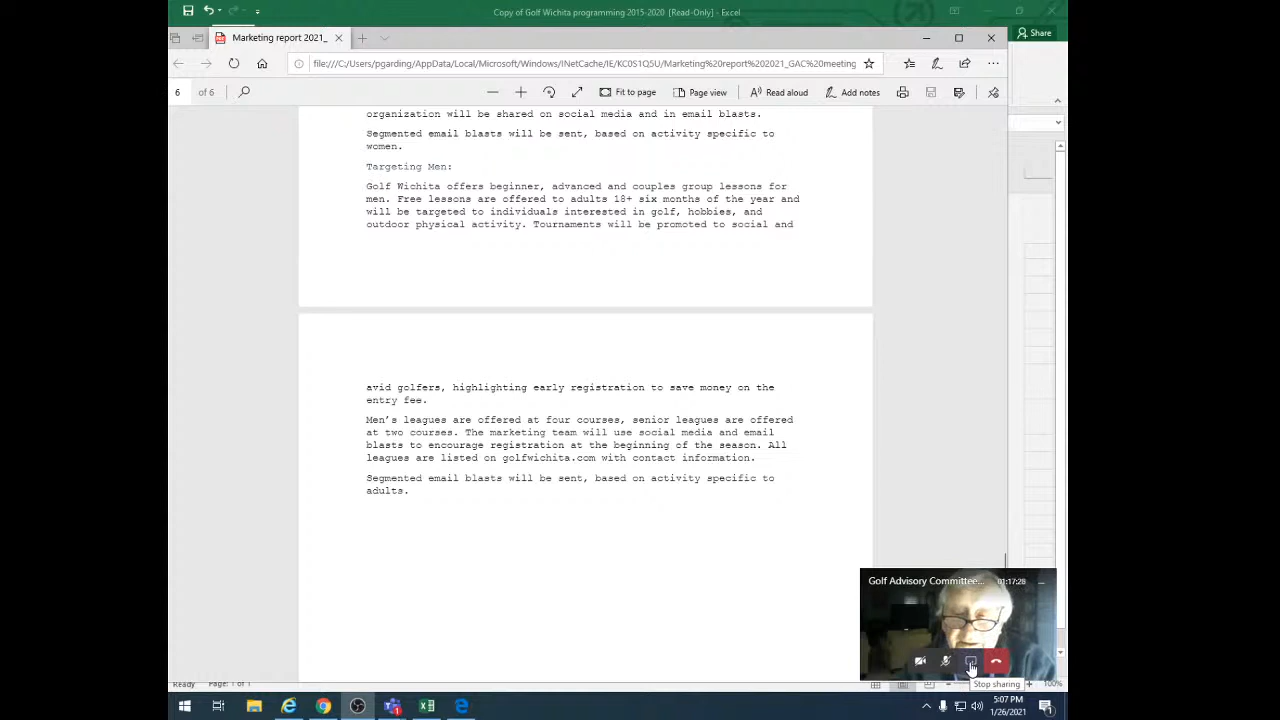 Copy of Golf Wichita programming 2015-2020 [Read-Only] - Excel
Share
Marketing report 2021_
file:///C:/Users/pgarding/AppData/Local/Microsoft/Windows/INetCache/IE/KC0S1Q5U/Marketing%20report%202021_GAC%20meeting
6 of 6
Fit to page
Page view
Read aloud
Add notes
organization will be shared on social media and in email blasts.
Segmented email blasts will be sent, based on activity specific to
women.
Targeting Men:
Golf Wichita offers beginner, advanced and couples group lessons for
men. Free lessons are offered to adults 18+ six months of the year and
will be targeted to individuals interested in golf, hobbies, and
outdoor physical activity. Tournaments will be promoted to social and
avid golfers, highlighting early registration to save money on the
entry fee.
Men's leagues are offered at four courses, senior leagues are offered
at two courses. The marketing team will use social media and email
blasts to encourage registration at the beginning of the season. All
leagues are listed on golfwichita.com with contact information.
Segmented email blasts will be sent, based on activity specific to
adults.
Golf Advisory Committee...
01:17:28
Stop sharing
Ready
Page: 1 of 1
100%
5:07 PM
1/26/2021